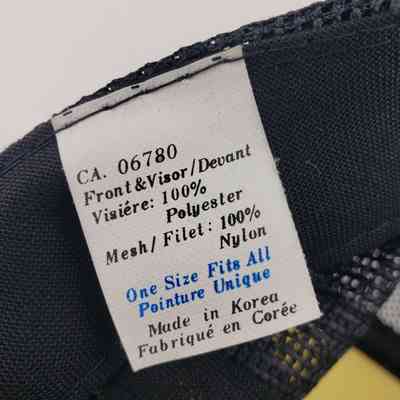 CA. 06780
Front&Visor/Devant
Visiére: 100%
Polyester
Mesh/Filet: 100%
Nylon
One Size Fits All
Pointure Unique
Made in Korea
Fabriqué en Corée